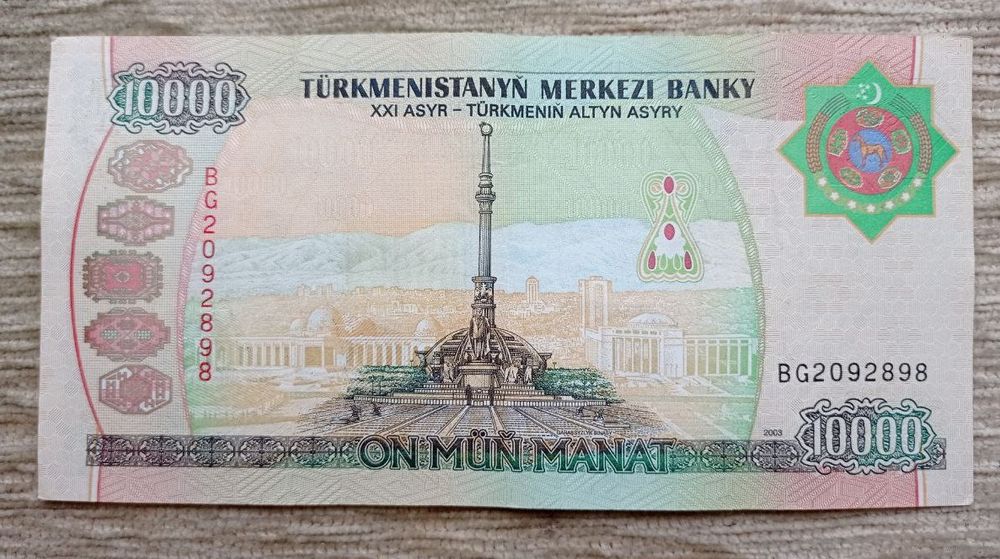 10000
TÜRKMENISTANYŇ MERKEZI BANKY
XXI ASYR – TÜRKMENIŇ ALTYN ASYRY
BG2092898
BG2092898
2003
10000
ON MÜŇ MANAT